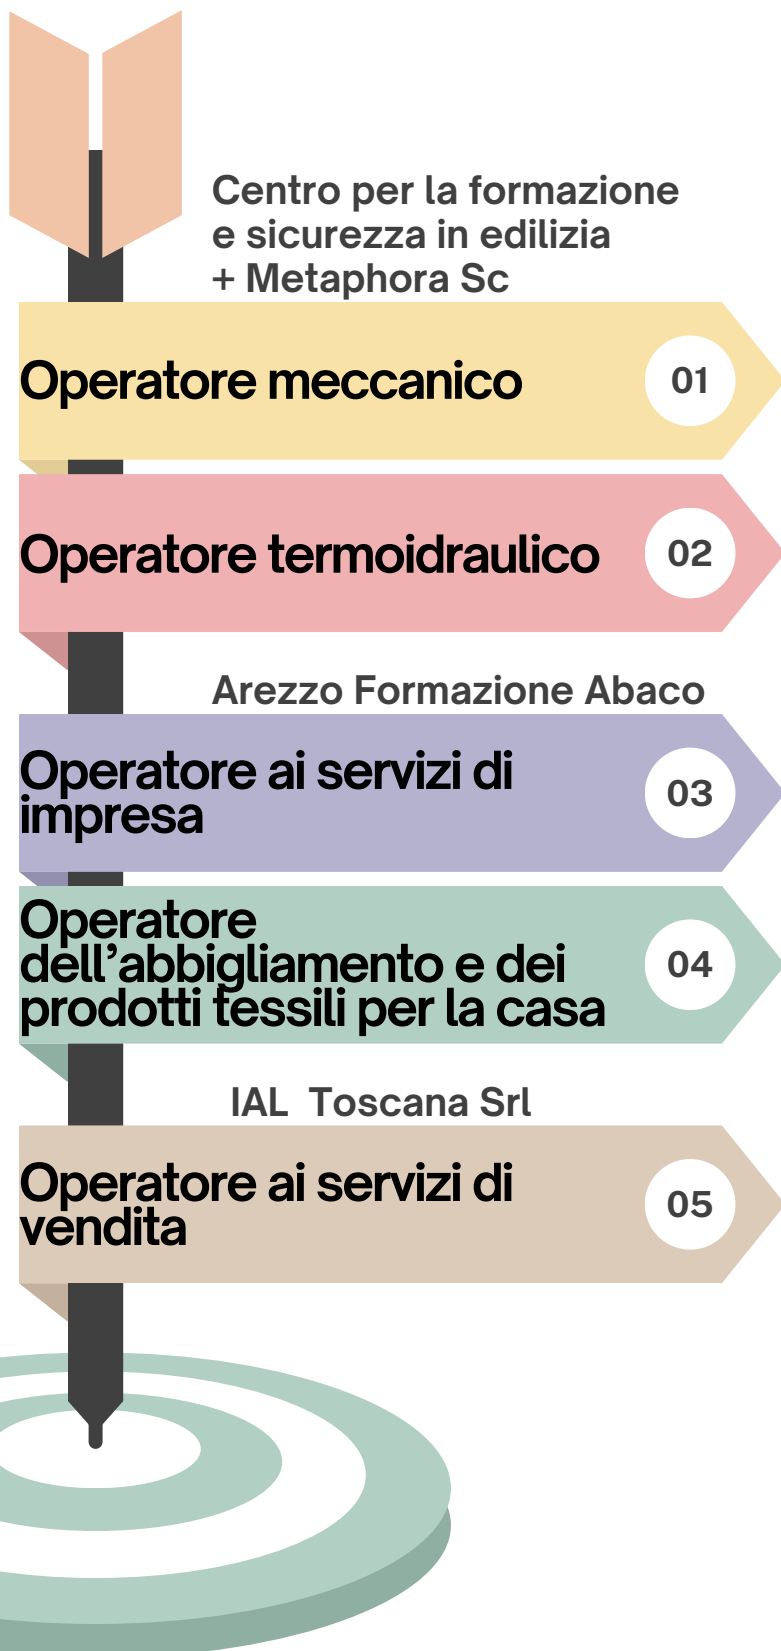 Centro per la formazione
e sicurezza in edilizia
+ Metaphora Sc
Operatore meccanico
01
Operatore termoidraulico
02
Arezzo Formazione Abaco
Operatore ai servizi di
impresa
03
Operatore
dell’abbigliamento e dei
prodotti tessili per la casa
04
IAL Toscana Srl
Operatore ai servizi di
vendita
05